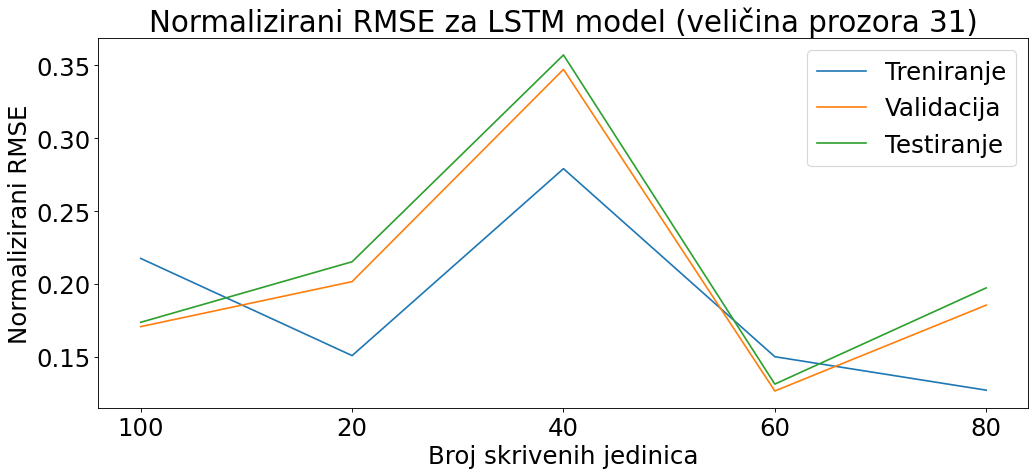 Normalizirani RMSE za LSTM model (veličina prozora 31)
Normalizirani RMSE
0.35
0.30
0.25
0.20
0.15
Treniranje
Validacija
Testiranje
100 20 40 60 80
Broj skrivenih jedinica